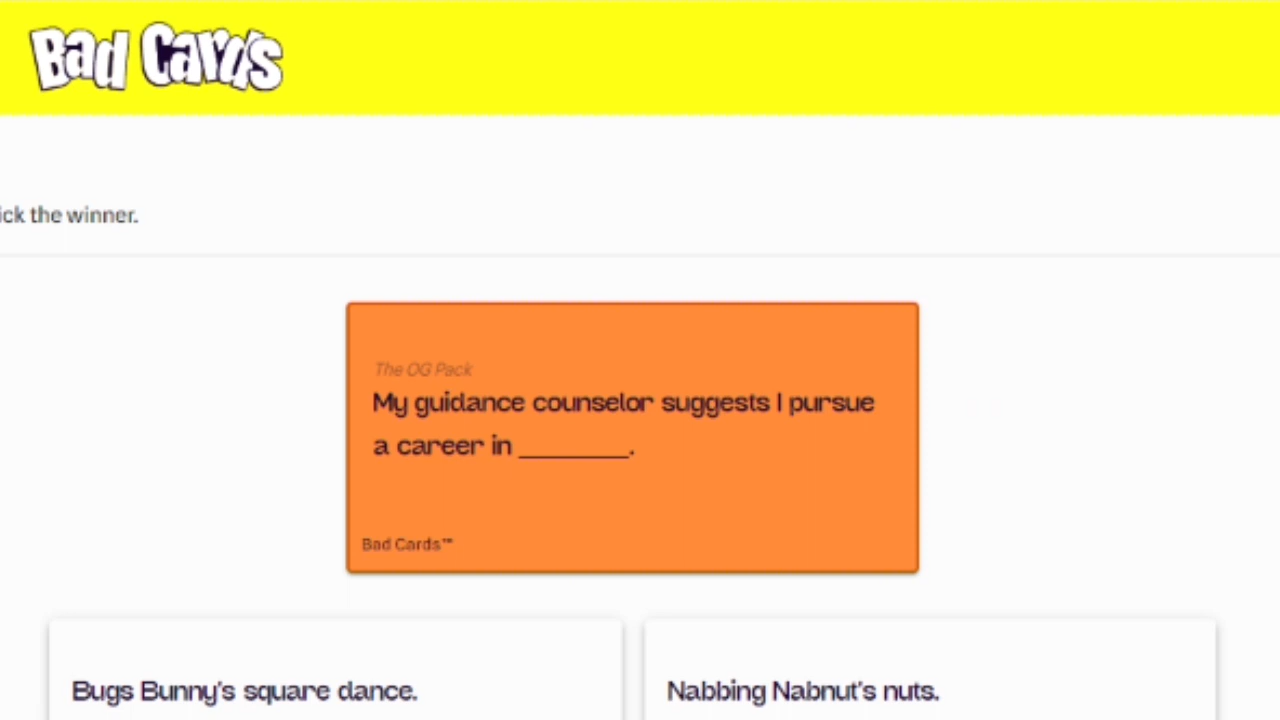 Bad Cards
ick the winner.
The OG Pack
My guidance counselor suggests I pursue
a career in ________.
Bad Cards™
Bugs Bunny's square dance.
Nabbing Nabnut's nuts.